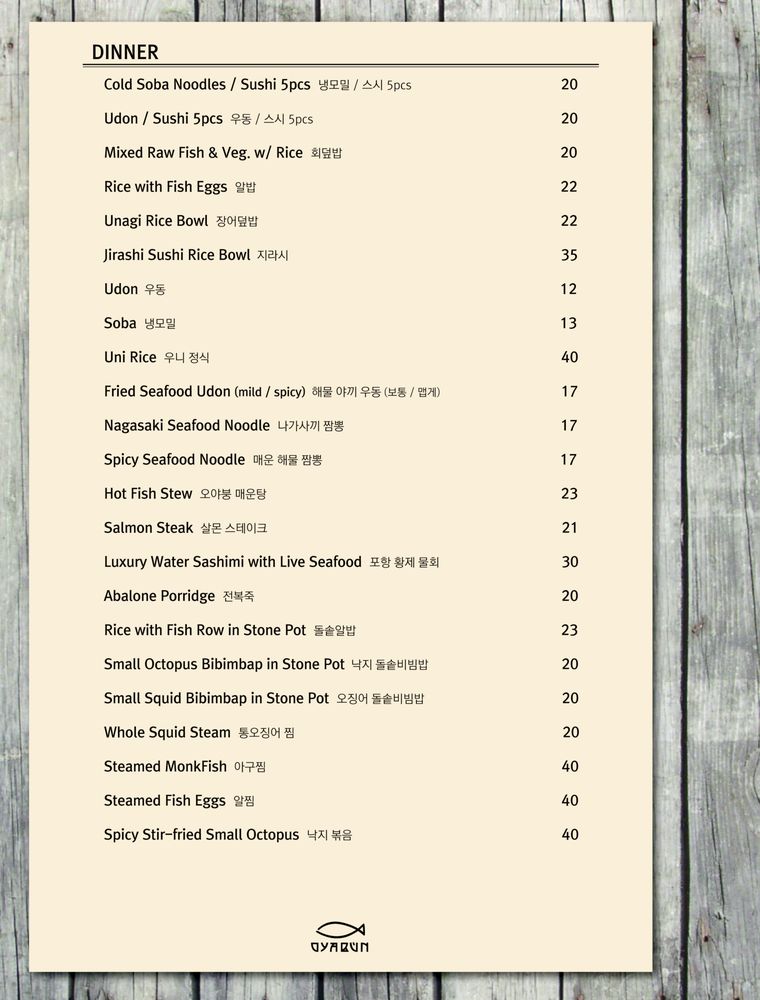 DINNER
Cold Soba Noodles / Sushi 5pcs 냉모밀 / 스시 5pcs 20
Udon / Sushi 5pcs 우동 / 스시 5pcs 20
Mixed Raw Fish & Veg. w/ Rice 회덮밥 20
Rice with Fish Eggs 알밥 22
Unagi Rice Bowl 장어덮밥 22
Jirashi Sushi Rice Bowl 지라시 35
Udon 우동 12
Soba 냉모밀 13
Uni Rice 우니 정식 40
Fried Seafood Udon (mild / spicy) 해물 야끼 우동 (보통 / 맵게) 17
Nagasaki Seafood Noodle 나가사끼 짬뽕 17
Spicy Seafood Noodle 매운 해물 짬뽕 17
Hot Fish Stew 오야붕 매운탕 23
Salmon Steak 살몬 스테이크 21
Luxury Water Sashimi with Live Seafood 포항 황제 물회 30
Abalone Porridge 전복죽 20
Rice with Fish Row in Stone Pot 돌솥알밥 23
Small Octopus Bibimbap in Stone Pot 낙지 돌솥비빔밥 20
Small Squid Bibimbap in Stone Pot 오징어 돌솥비빔밥 20
Whole Squid Steam 통오징어 찜 20
Steamed MonkFish 아구찜 40
Steamed Fish Eggs 알찜 40
Spicy Stir-fried Small Octopus 낙지 볶음 40
OYABUN